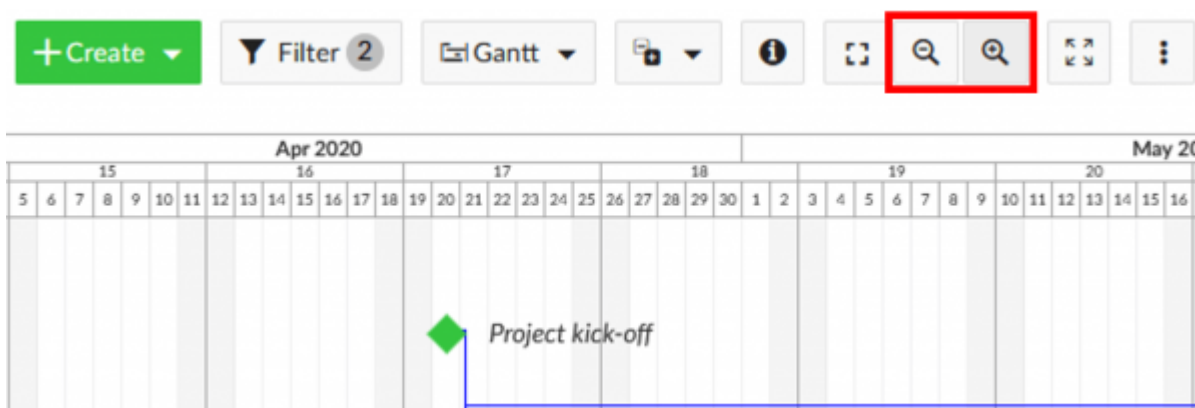 Create Filter 2 Gantt
Apr 2020 May 20
15 16 17 18 19 20
5 6 7 8 9 10 11 12 13 14 15 16 17 18 19 20 21 22 23 24 25 26 27 28 29 30 1 2 3 4 5 6 7 8 9 10 11 12 13 14 15 16
Project kick-off